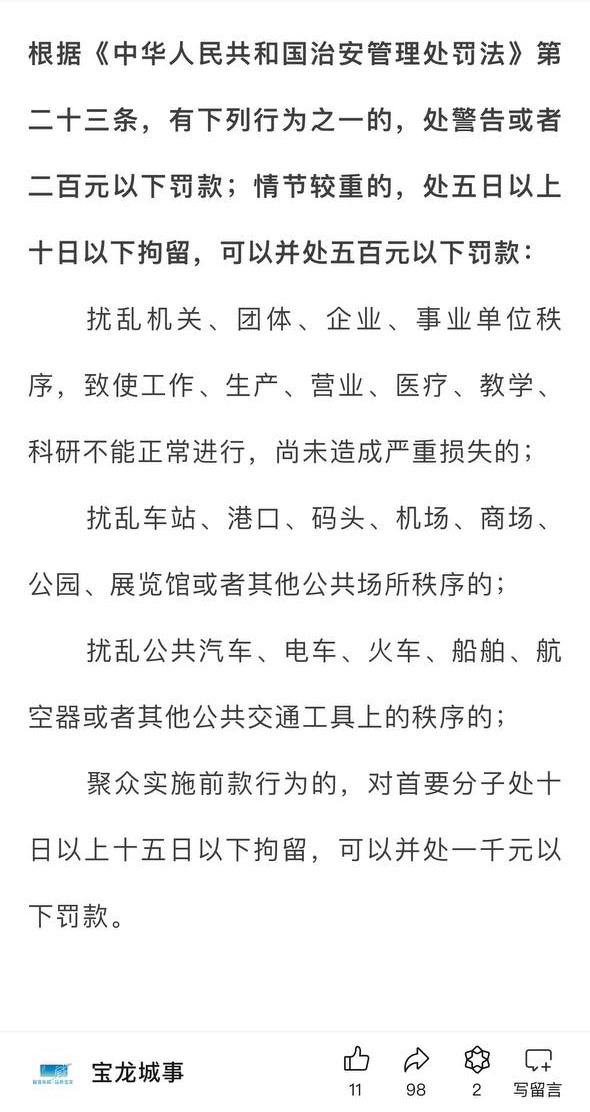 根据《中华人民共和国治安管理处罚法》第
二十三条，有下列行为之一的，处警告或者
二百元以下罚款；情节较重的，处五日以上
十日以下拘留，可以并处五百元以下罚款：
扰乱机关、团体、企业、事业单位秩
序，致使工作、生产、营业、医疗、教学、
科研不能正常进行，尚未造成严重损失的；
扰乱车站、港口、码头、机场、商场、
公园、展览馆或者其他公共场所秩序的；
扰乱公共汽车、电车、火车、船舶、航
空器或者其他公共交通工具上的秩序的；
聚众实施前款行为的，对首要分子处十
日以上十五日以下拘留，可以并处一千元以
下罚款。
宝龙城事
11 98 2 写留言